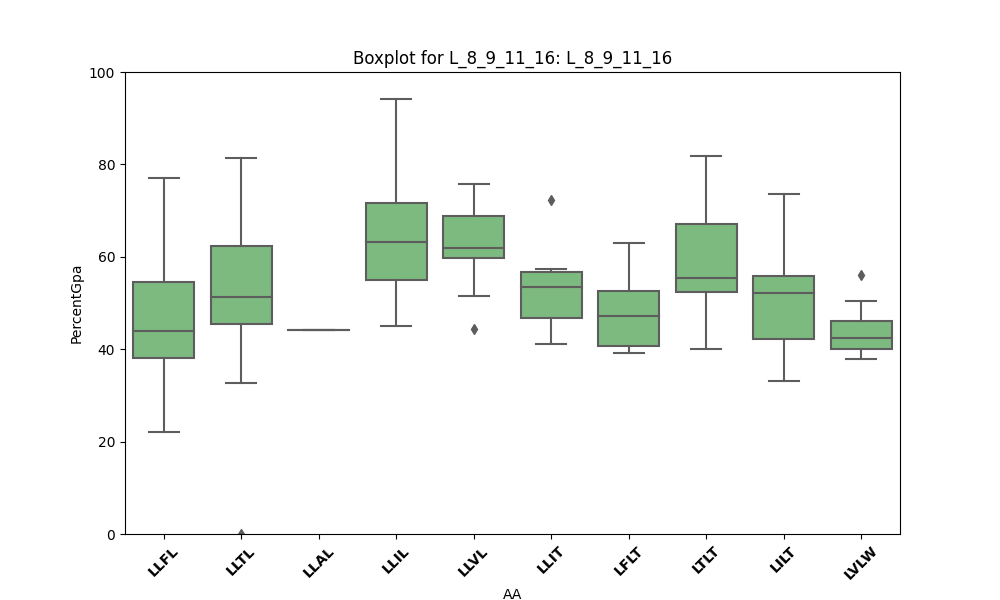 Boxplot for L_8_9_11_16: L_8_9_11_16
PercentGpa
100
80
60
40
20
0
LLFL
LLTL
LLAL
LLIL
LLVL
LLIT
LFLT
LTLT
LILT
LVLW
AA